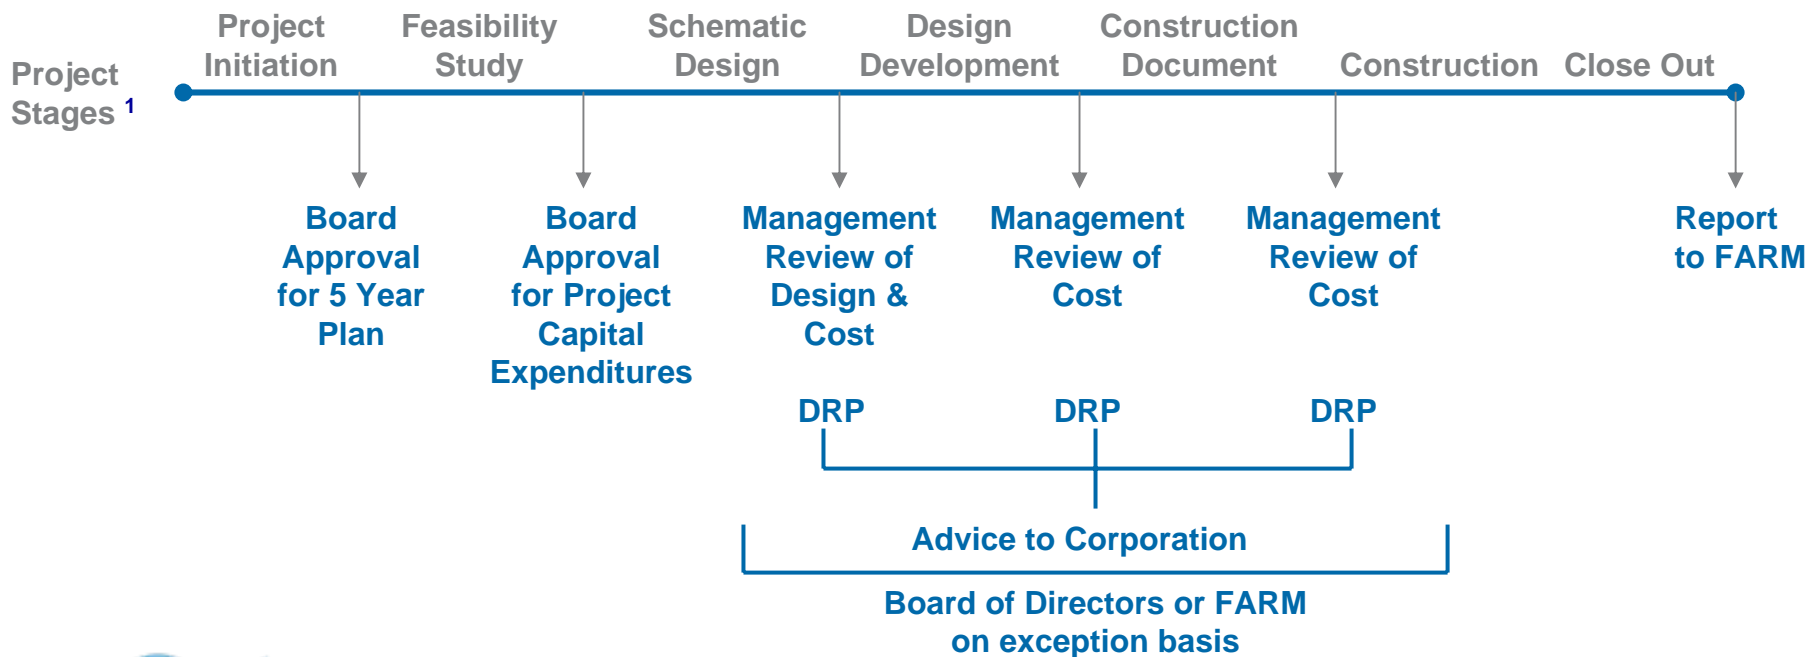 Project
Initiation
Feasibility
Study
Schematic
Design
Design
Development
Construction
Document
Construction
Close Out
Project
Stages 1
Board
Approval
for 5 Year
Plan
Board
Approval
for Project
Capital
Expenditures
Management
Review of
Design &
Cost
Management
Review of
Cost
Management
Review of
Cost
Report
to FARM
DRP
DRP
DRP
Advice to Corporation
Board of Directors or FARM
on exception basis